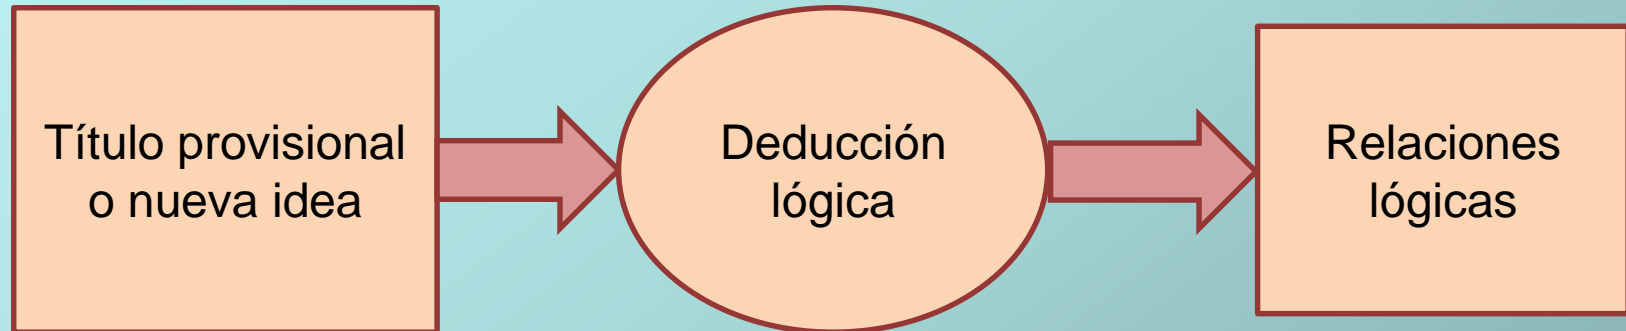 Título provisional
o nueva idea
Deducción
lógica
Relaciones
lógicas